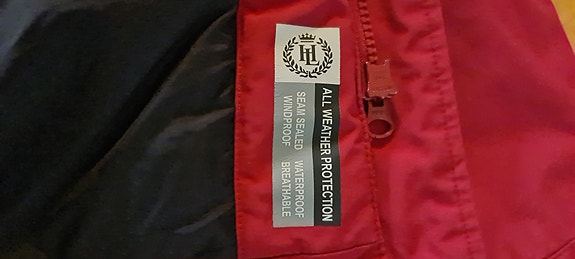 HL
ALL WEATHER PROTECTION
SEAM SEALED WATERPROOF
WINDPROOF BREATHABLE